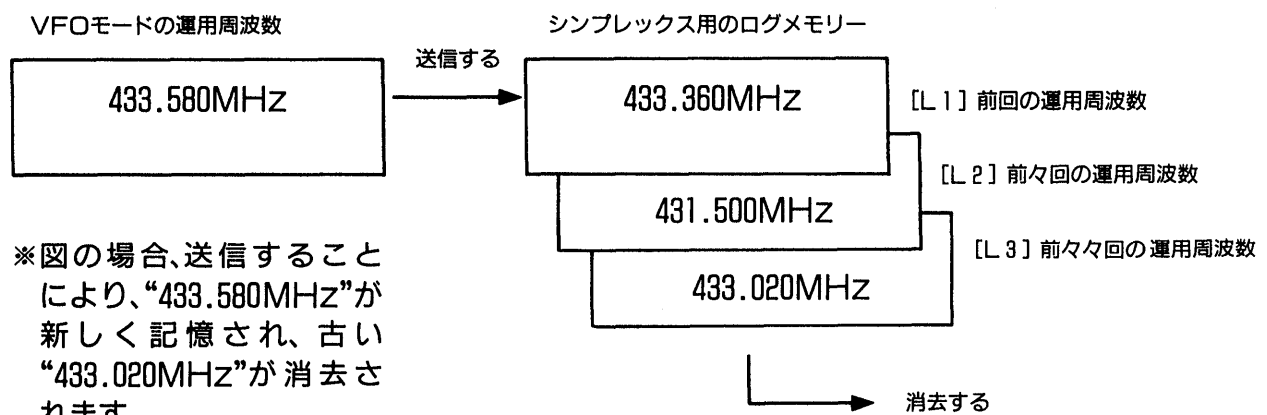 VFOモードの運用周波数
シンプレックス用のログメモリー
送信する
433.580MHz
433.360MHz
[L1]前回の運用周波数
[L2]前々回の運用周波数
431.500MHz
[L3]前々々回の運用周波数
433.020MHz
※図の場合、送信すること
により、“433.580MHz”が
新しく記憶され、古い
“433.020MHz”が消去さ
れます
消去する